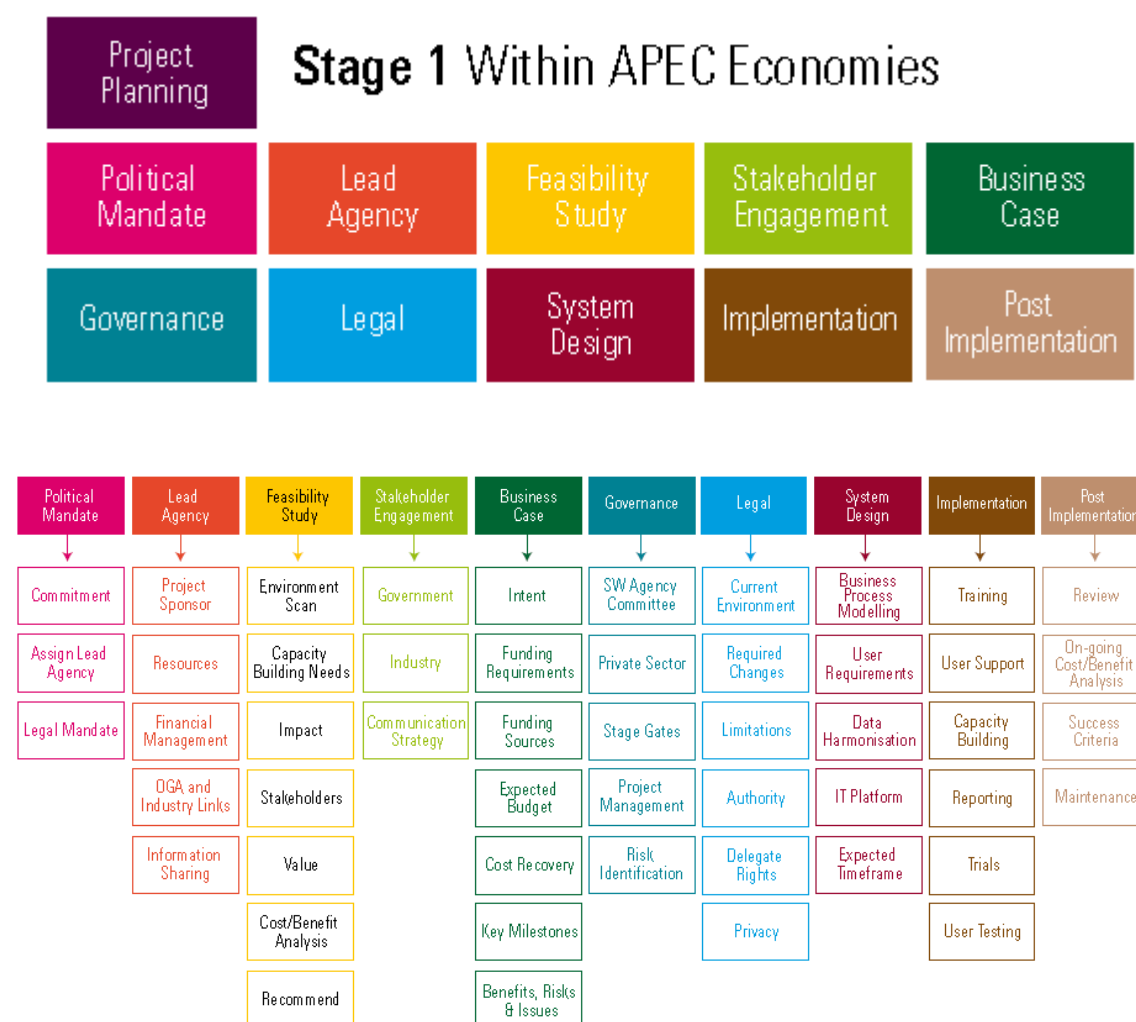 Project
Planning
Stage 1 Within APEC Economies
Political
Mandate
Lead
Agency
Feasibility
Study
Stakeholder
Engagement
Business
Case
Governance
Legal
System
Design
Implementation
Post
Implementation
Political
Mandate
Lead
Agency
Feasibility
Study
Stakeholder
Engagement
Business
Case
Governance
Legal
System
Design
Implementation
Post
Implementation
Commitment
Assign Lead
Agency
Legal Mandate
Project
Sponsor
Resources
Financial
Management
OGA and
Industry Links
Information
Sharing
Environment
Scan
Capacity
Building Needs
Impact
Stakeholders
Value
Cost/Benefit
Analysis
Recommend
Government
Industry
Communication
Strategy
Intent
Funding
Requirements
Funding
Sources
Expected
Budget
Cost Recovery
Key Milestones
Benefits, Risks
& Issues
SW Agency
Committee
Private Sector
Stage Gates
Project
Management
Risk
Identification
Current
Environment
Required
Changes
Limitations
Authority
Delegate
Rights
Privacy
Business
Process
Modelling
User
Requirements
Data
Harmonisation
IT Platform
Expected
Timeframe
Training
User Support
Capacity
Building
Reporting
Trials
User Testing
Review
On-going
Cost/Benefit
Analysis
Success
Criteria
Maintenance